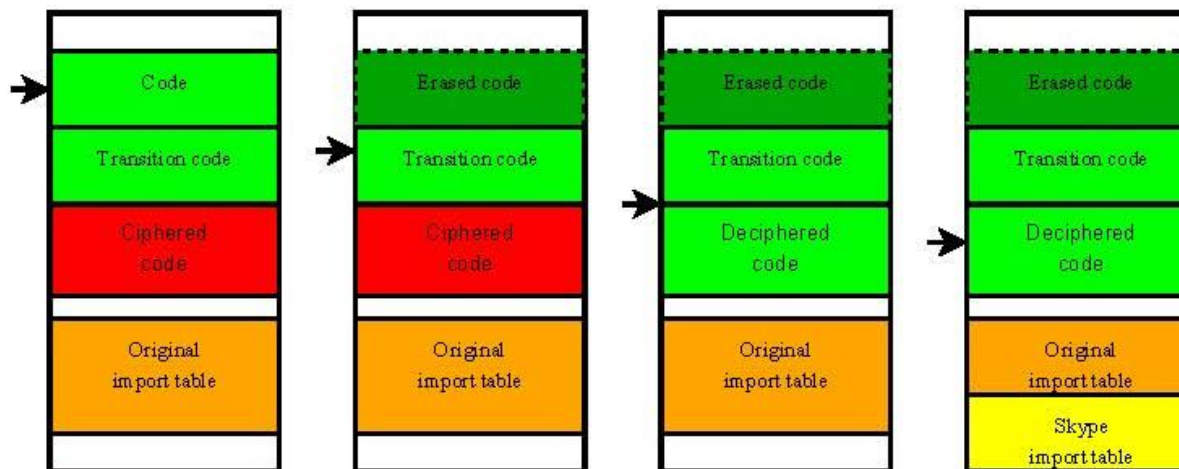 Code
Transition code
Ciphered
code
Original
import table
Erased code
Transition code
Ciphered
code
Original
import table
Erased code
Transition code
Deciphered
code
Original
import table
Erased code
Transition code
Deciphered
code
Original
import table
Skype
import table